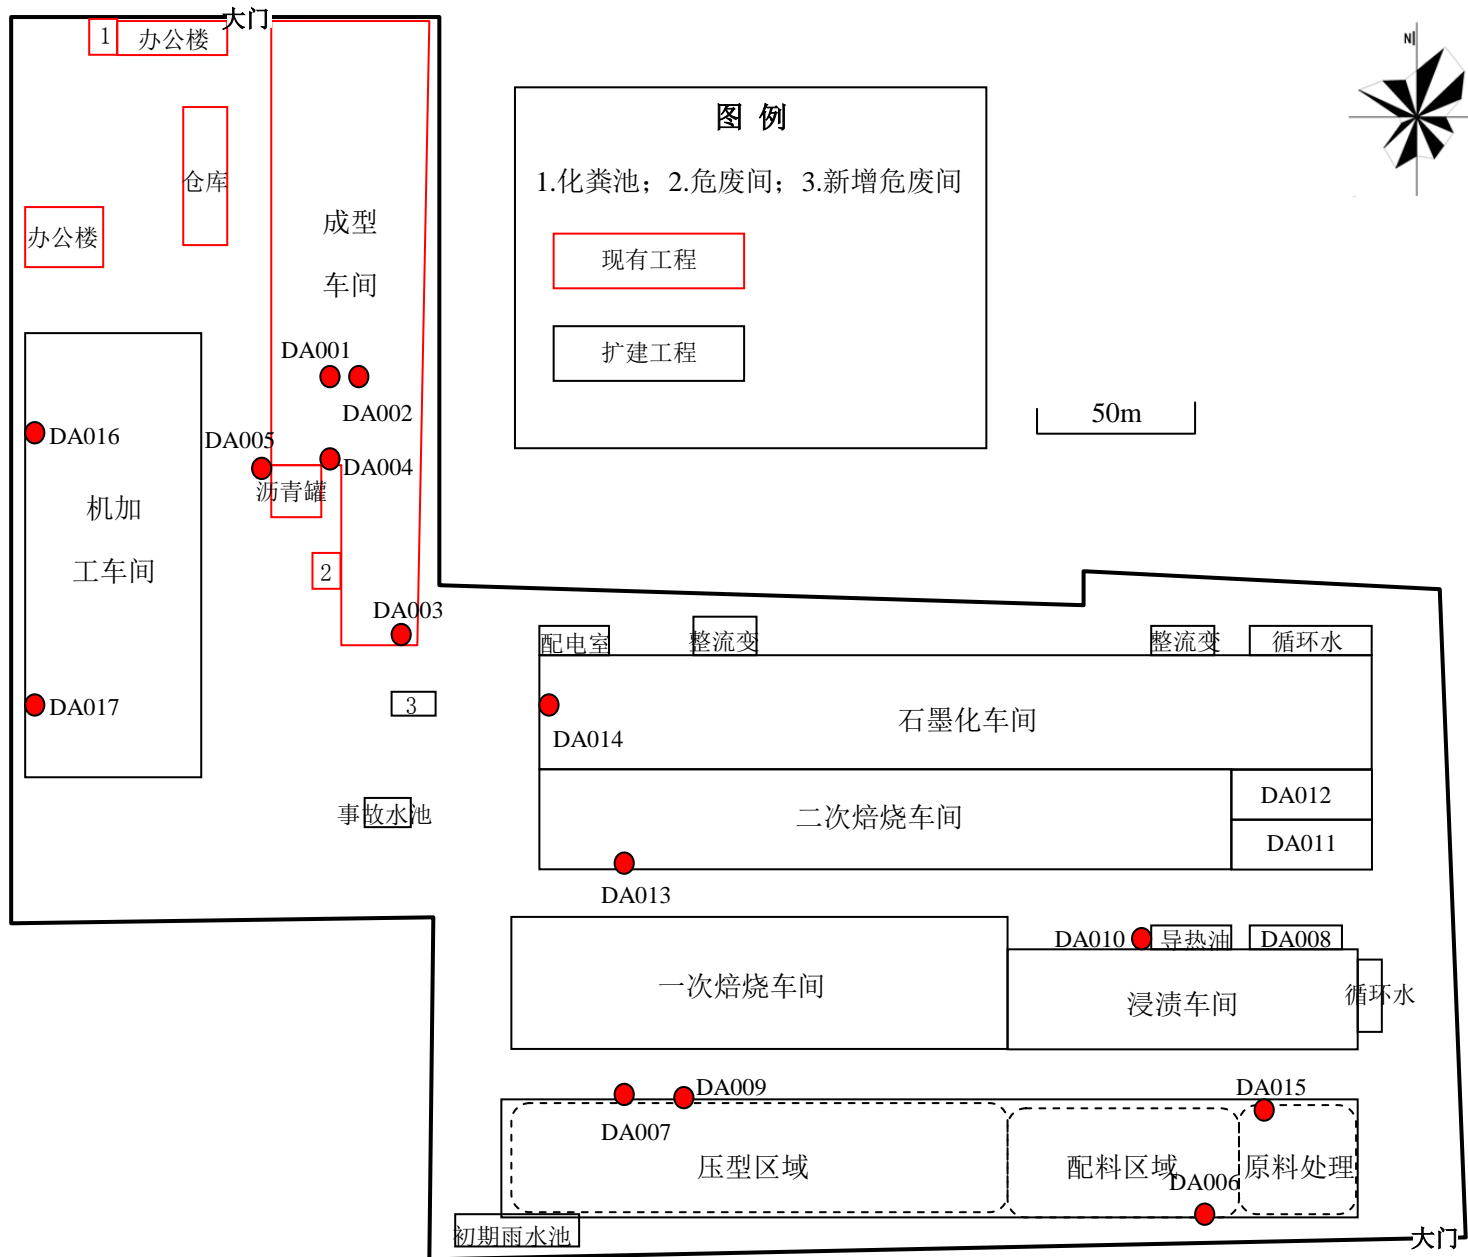 大门
1
办公楼
N
图 例
仓库
1.化粪池；2.危废间；3.新增危废间
成型
车间
办公楼
现有工程
扩建工程
DA001
DA002
50m
DA016
DA005
DA004
沥青罐
机加
工车间
2
DA003
配电室
整流变
整流变
循环水
3
DA017
DA014
石墨化车间
事故水池
二次焙烧车间
DA012
DA011
DA013
DA010
导热油
DA008
一次焙烧车间
浸渍车间
循环水
DA009
DA015
DA007
压型区域
配料区域
原料处理
DA006
初期雨水池
大门